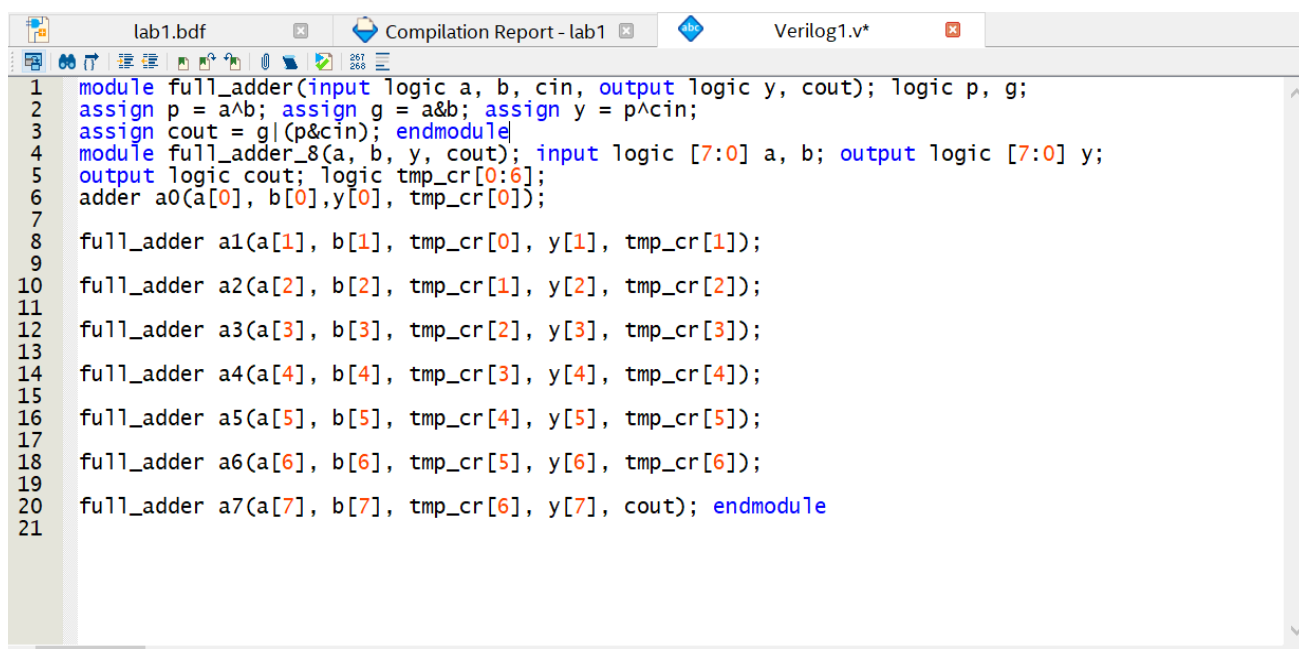 lab1.bdf Compilation Report - lab1 abc Verilog1.v*
267
268
1 module full_adder(input logic a, b, cin, output logic y, cout); logic p, g;
2 assign p = a^b; assign g = a&b; assign y = p^cin;
3 assign cout = g|(p&cin); endmodule
4 module full_adder_8(a, b, y, cout); input logic [7:0] a, b; output logic [7:0] y;
5 output logic cout; logic tmp_cr[0:6];
6 adder a0(a[0], b[0],y[0], tmp_cr[0]);
7
8 full_adder a1(a[1], b[1], tmp_cr[0], y[1], tmp_cr[1]);
9
10 full_adder a2(a[2], b[2], tmp_cr[1], y[2], tmp_cr[2]);
11
12 full_adder a3(a[3], b[3], tmp_cr[2], y[3], tmp_cr[3]);
13
14 full_adder a4(a[4], b[4], tmp_cr[3], y[4], tmp_cr[4]);
15
16 full_adder a5(a[5], b[5], tmp_cr[4], y[5], tmp_cr[5]);
17
18 full_adder a6(a[6], b[6], tmp_cr[5], y[6], tmp_cr[6]);
19
20 full_adder a7(a[7], b[7], tmp_cr[6], y[7], cout); endmodule
21